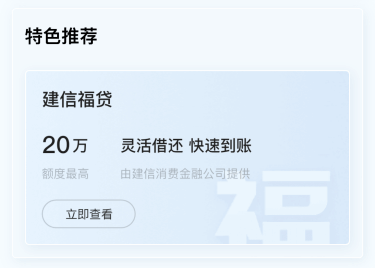 特色推荐
建信福贷
20万 灵活借还 快速到账
额度最高 由建信消费金融公司提供
立即查看
福